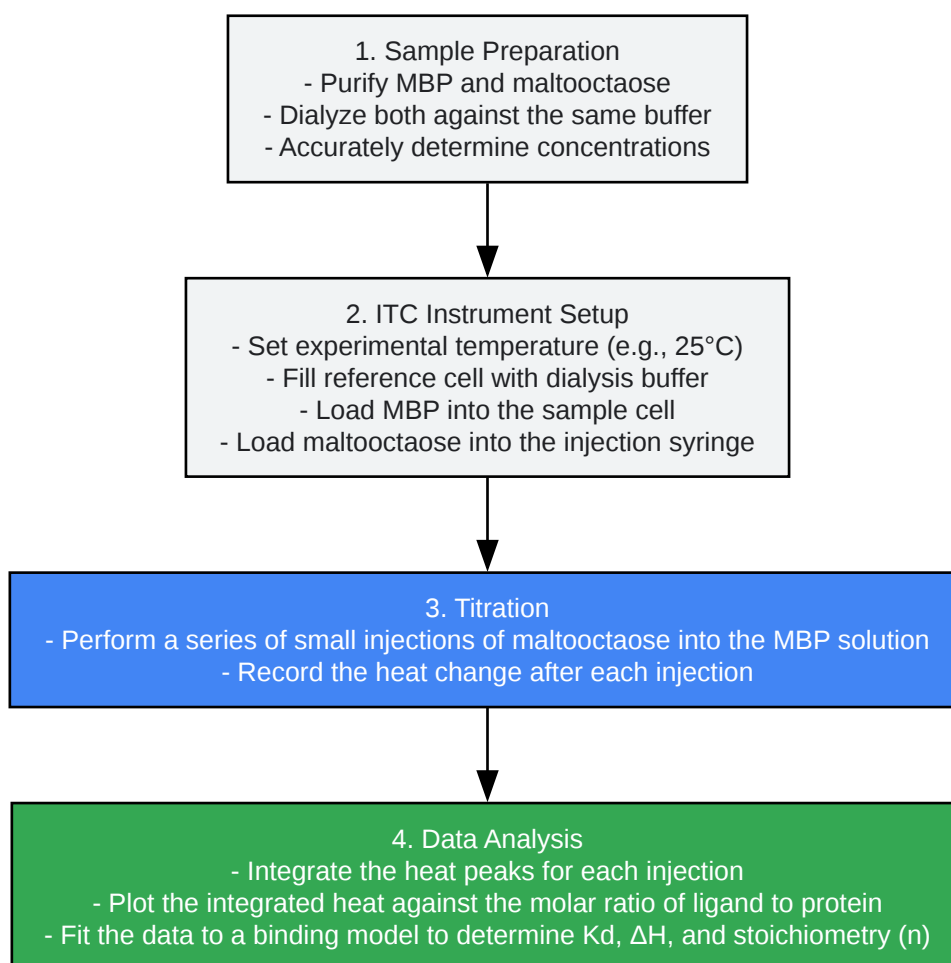 1. Sample Preparation
- Purify MBP and maltooctaose
- Dialyze both against the same buffer
- Accurately determine concentrations
2. ITC Instrument Setup
- Set experimental temperature (e.g., 25°C)
- Fill reference cell with dialysis buffer
- Load MBP into the sample cell
- Load maltooctaose into the injection syringe
3. Titration
- Perform a series of small injections of maltooctaose into the MBP solution
- Record the heat change after each injection
4. Data Analysis
- Integrate the heat peaks for each injection
- Plot the integrated heat against the molar ratio of ligand to protein
- Fit the data to a binding model to determine Kd, ΔH, and stoichiometry (n)